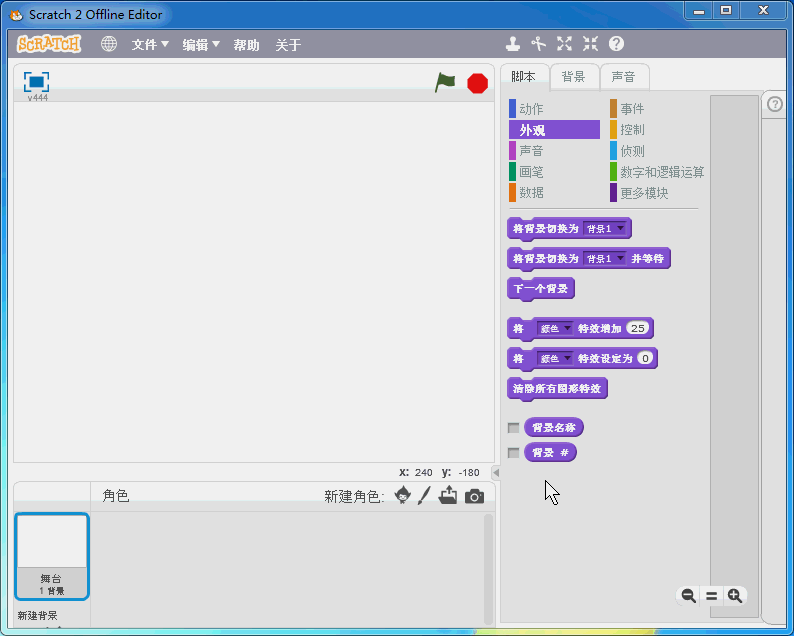 Scratch 2 Offline Editor
SCRATCH 文件 编辑 帮助 关于
v444
脚本 背景 声音
动作 事件
外观 控制
声音 侦测
画笔 数字和逻辑运算
数据 更多模块
将背景切换为 背景1
将背景切换为 背景1 并等待
下一个背景
将 颜色 特效增加 25
将 颜色 特效设定为 0
清除所有图形特效
背景名称
背景 #
x: 240 y: -180
角色 新建角色:
舞台
1 背景
新建背景